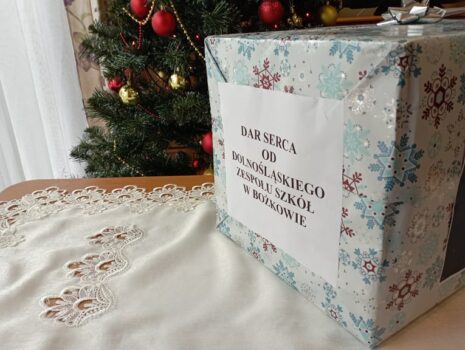 DAR SERCA
OD
DOLNOŚLĄSKIEGO
ZESPOŁU SZKÓŁ
W BOŻKOWIE